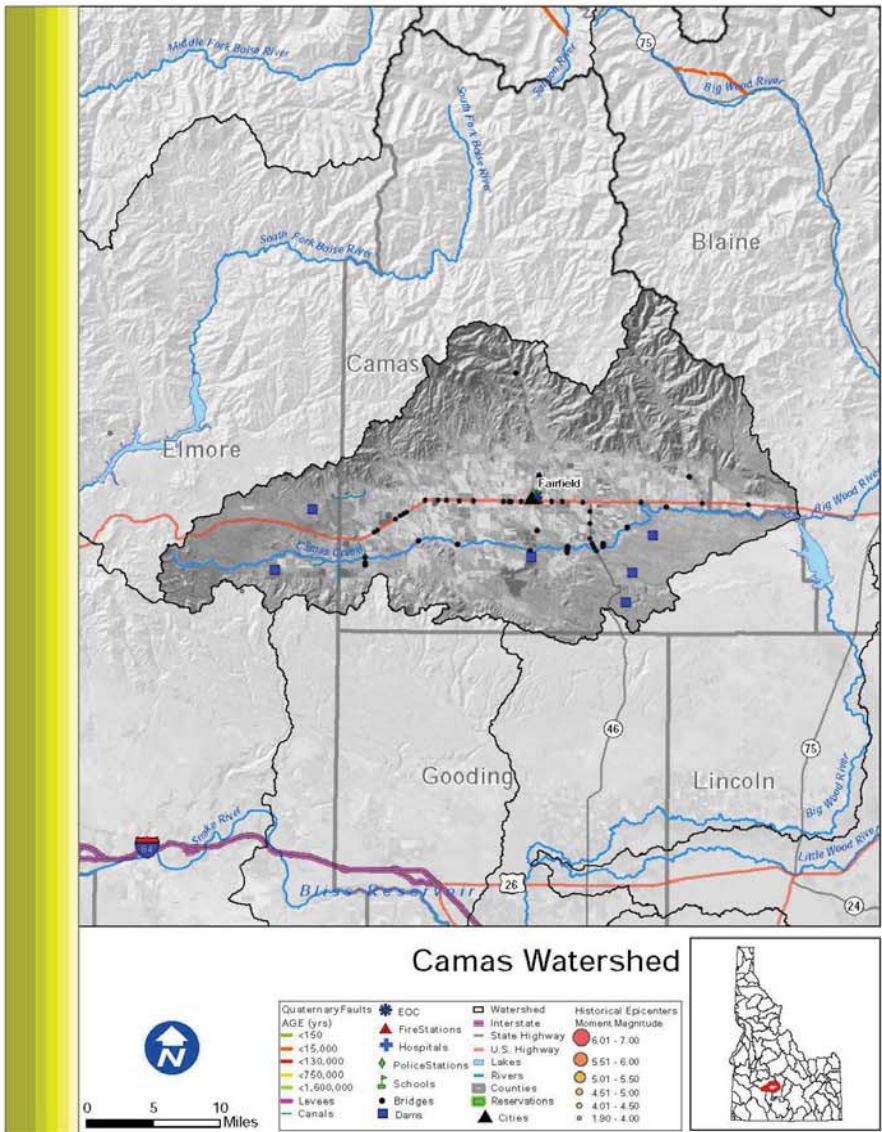 Middle Fork Boise River
Salmon River
75
Big Wood River
South Fork Boise River
South Fork Boise River
Blaine
Camas
Elmore
Fairfield
Big Wood River
Camas Creek
46
75
Gooding
Lincoln
Big Wood River
Snake River
84
Little Wood Rive
Bliss Reservoir
26
24
Camas Watershed
N
0 5 10
Miles
Quaternary Faults
AGE (yrs)
<150
<15,000
<130,000
<750,000
<1,600,000
Levees
Canals
EOC
FireStations
Hospitals
PoliceStations
Schools
Bridges
Dams
Watershed
Interstate
State Highway
U.S. Highway
Lakes
Rivers
Counties
Reservations
Cities
Historical Epicenters
Moment Magnitude
6.01 - 7.00
5.51 - 6.00
5.01 - 5.50
4.51 - 5.00
4.01 - 4.50
1.90 - 4.00